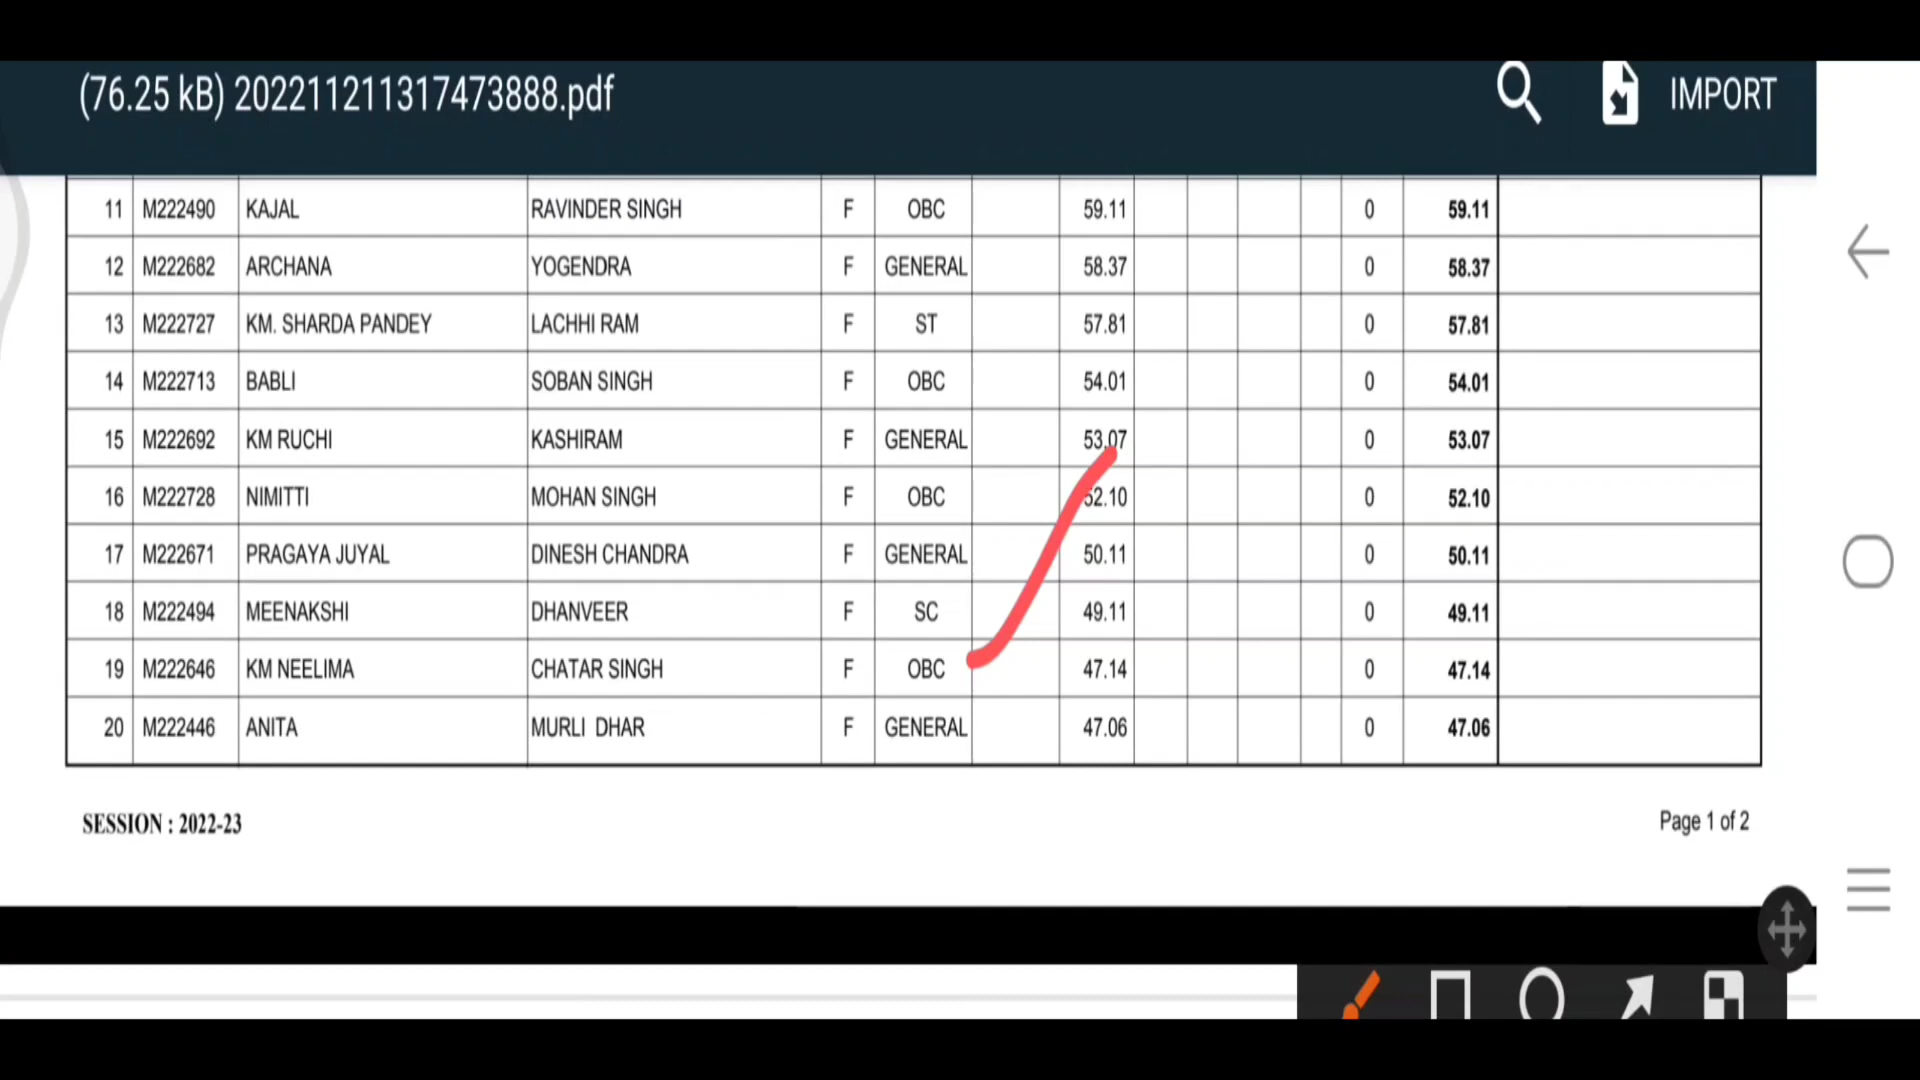 (76.25 kB) 202211211317473888.pdf IMPORT
11 M222490 KAJAL RAVINDER SINGH F OBC 59.11 0 59.11
12 M222682 ARCHANA YOGENDRA F GENERAL 58.37 0 58.37
13 M222727 KM. SHARDA PANDEY LACHHI RAM F ST 57.81 0 57.81
14 M222713 BABLI SOBAN SINGH F OBC 54.01 0 54.01
15 M222692 KM RUCHI KASHIRAM F GENERAL 53.07 0 53.07
16 M222728 NIMITTI MOHAN SINGH F OBC 52.10 0 52.10
17 M222671 PRAGAYA JUYAL DINESH CHANDRA F GENERAL 50.11 0 50.11
18 M222494 MEENAKSHI DHANVEER F SC 49.11 0 49.11
19 M222646 KM NEELIMA CHATAR SINGH F OBC 47.14 0 47.14
20 M222446 ANITA MURLI DHAR F GENERAL 47.06 0 47.06
SESSION : 2022-23 Page 1 of 2